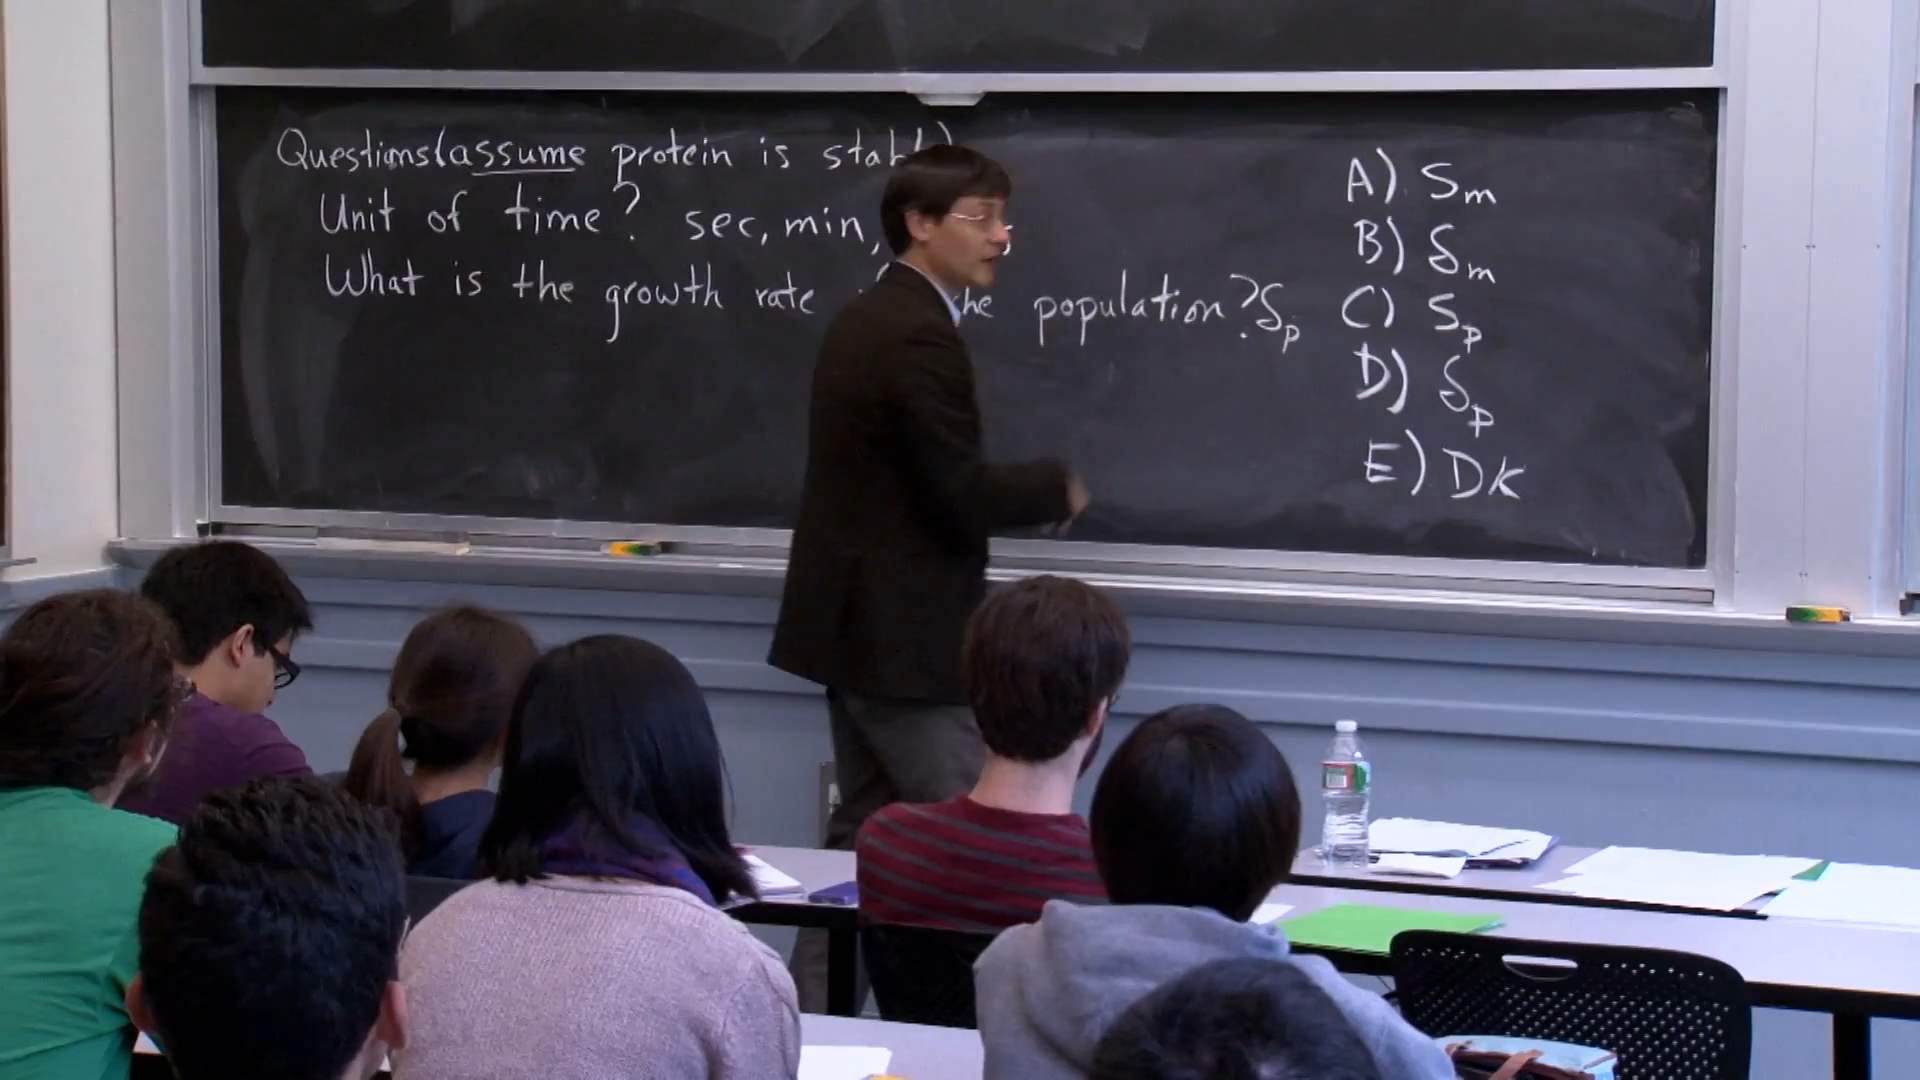 Questions (assume protein is
Unit of time? sec, min,
What is the growth rate population? δp
A) Sm
B) δm
C) Sp
D) δp
E) DK